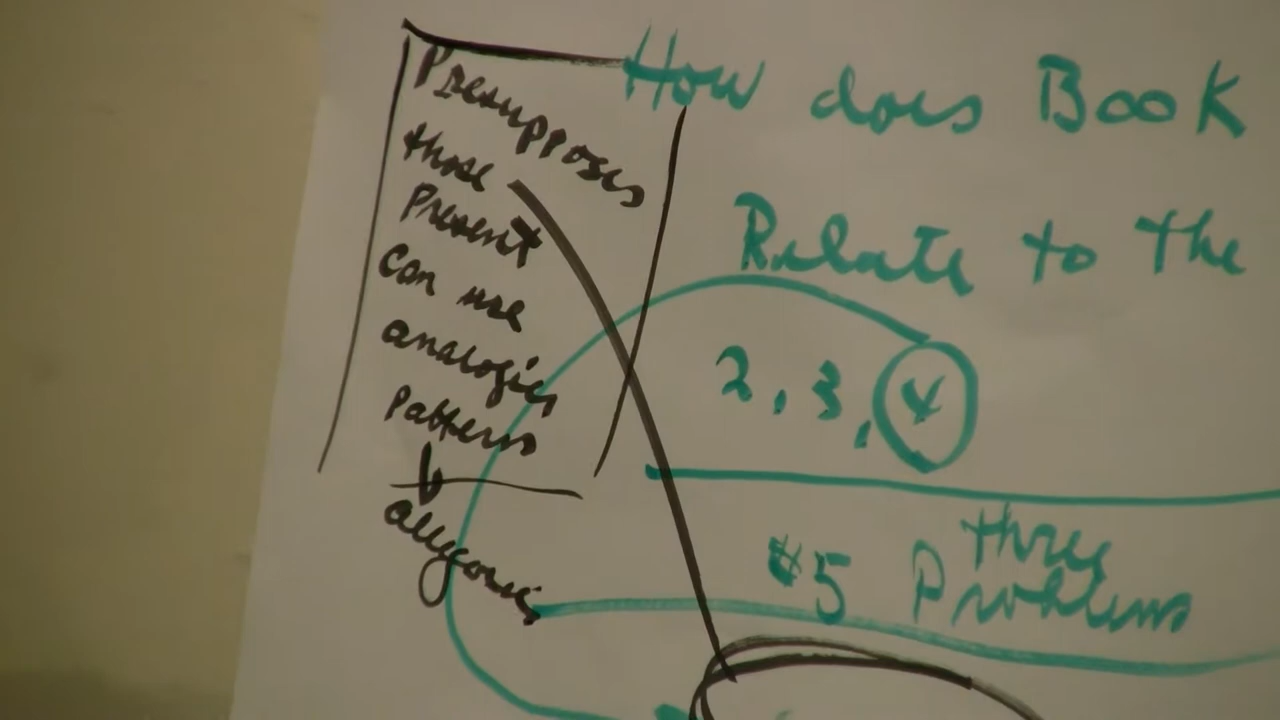 Presupposes
those
Present
Can use
analogies
Patterns
allegories
How does Book
Relate to the
2, 3, 4
#5 three
Problems